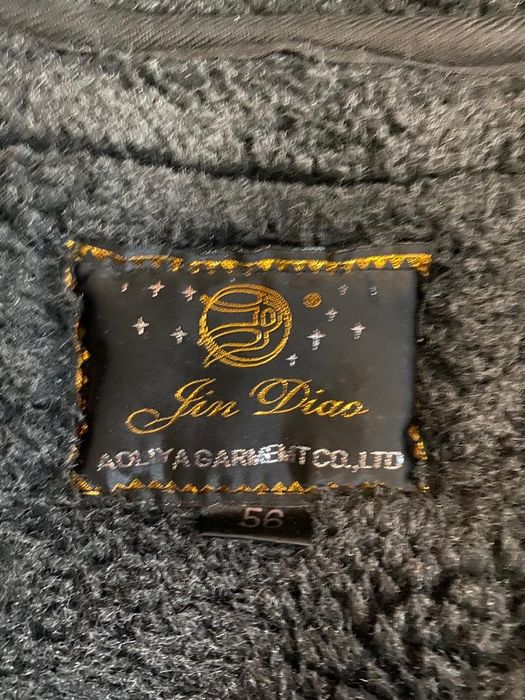 Jin Diao
AOLIYA GARMENT CO.,LTD
56